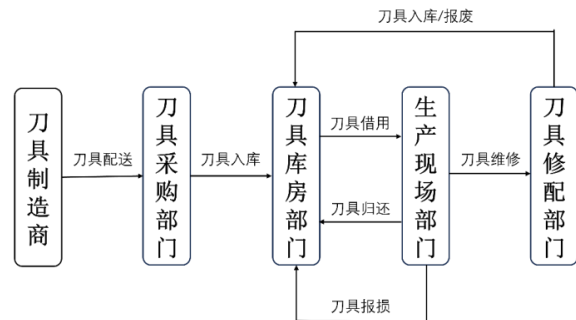 刀具入库/报废
刀具制造商
刀具配送
刀具采购部门
刀具入库
刀具库房部门
刀具借用
刀具归还
生产现场部门
刀具维修
刀具修配部门
刀具报损